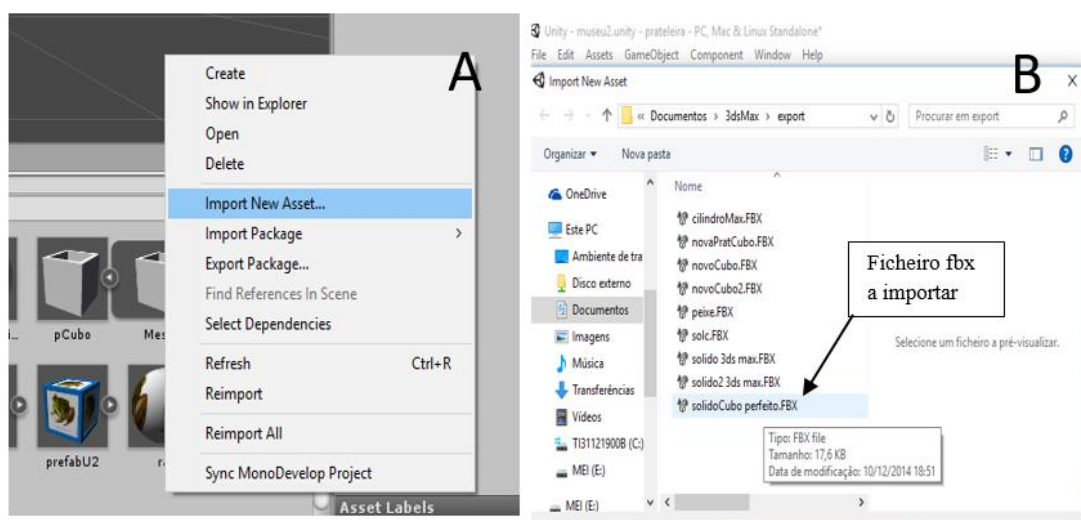 A
Create
Show in Explorer
Open
Delete
Import New Asset...
Import Package >
Export Package...
Find References In Scene
Select Dependencies
Refresh Ctrl+R
Reimport
Reimport All
Sync MonoDevelop Project
pCubo
prefabU2
Asset Labels
B
Unity - museu2.unity - prateleira - PC, Mac & Linux Standalone*
File Edit Assets GameObject Component Window Help
Import New Asset
« Documentos > 3dsMax > export
Procurar em export
Organizar
Nova pasta
OneDrive
Este PC
Ambiente de tra
Disco externo
Documentos
Imagens
Música
Transferências
Vídeos
TI31121900B (C:)
MEI (E:)
MEI (E:)
Nome
cilindroMax.FBX
novaPratCubo.FBX
novoCubo.FBX
novoCubo2.FBX
peixe.FBX
solc.FBX
solido 3ds max.FBX
solido2 3ds max.FBX
solidoCubo perfeito.FBX
Ficheiro fbx
a importar
Selecione um ficheiro a pré-visualizar.
Tipo: FBX file
Tamanho: 17,6 KB
Data de modificação: 10/12/2014 18:51